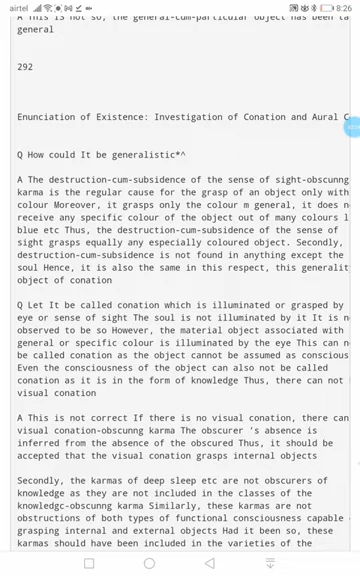 airtel 8:26
A This is not so, the general-cum-particular object has been ta
general
292
Enunciation of Existence: Investigation of Conation and Aural C
Q How could It be generalistic*^
A The destruction-cum-subsidence of the sense of sight-obscunng
karma is the regular cause for the grasp of an object only with
colour Moreover, it grasps only the colour m general, it does n
receive any specific colour of the object out of many colours l
blue etc Thus, the destruction-cum-subsidence of the sense of
sight grasps equally any especially coloured object. Secondly,
destruction-cum-subsidence is not found in anything except the
soul Hence, it is also the same in this respect, this generalit
object of conation
Q Let It be called conation which is illuminated or grasped by
eye or sense of sight The soul is not illuminated by it It is n
observed to be so However, the material object associated with
general or specific colour is illuminated by the eye This can n
be called conation as the object cannot be assumed as conscious
Even the consciousness of the object can also not be called
conation as it is in the form of knowledge Thus, there can not
visual conation
A This is not correct If there is no visual conation, there can
visual conation-obscunng karma The obscurer 's absence is
inferred from the absence of the obscured Thus, it should be
accepted that the visual conation grasps internal objects
Secondly, the karmas of deep sleep etc are not obscurers of
knowledge as they are not included in the classes of the
knowledgc-obscunng karma Similarly, these karmas are not
obstructions of both types of functional consciousness capable
grasping internal and external objects Had it been so, these
karmas should have been included in the varieties of the